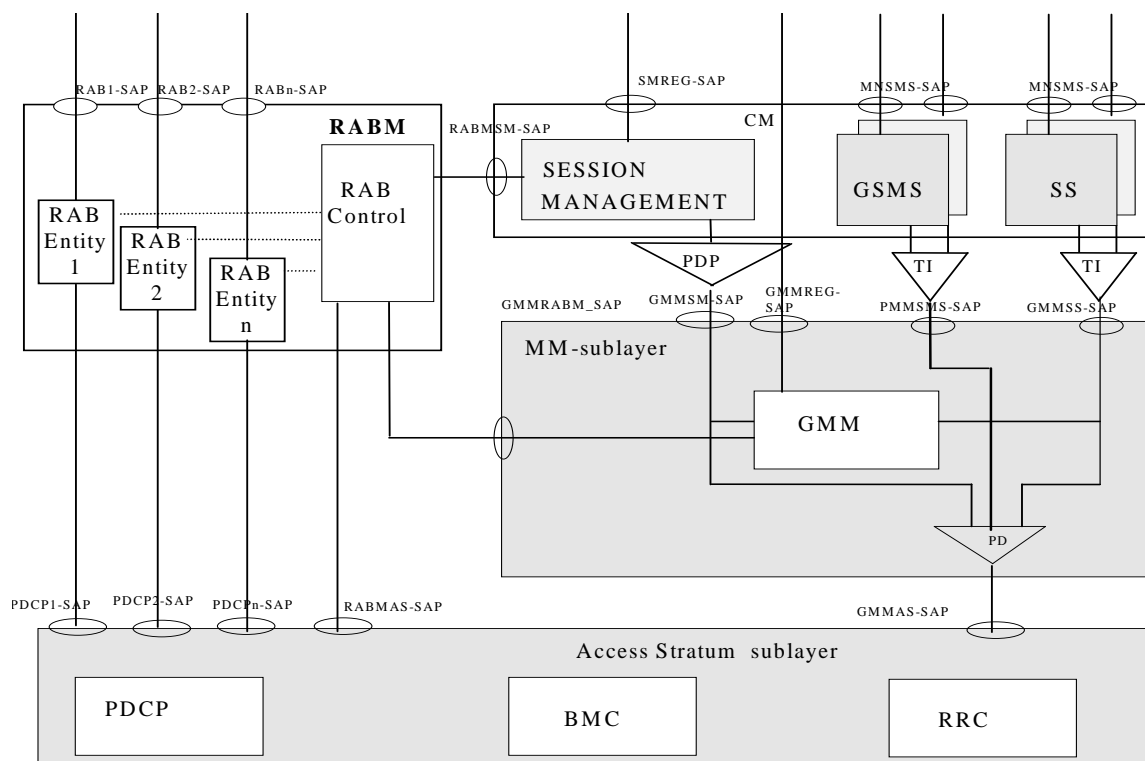 RAB1-SAP
RAB2-SAP
RABn-SAP
SMREG-SAP
MNSMS-SAP
MNSMS-SAP
RABM
RABMSM-SAP
CM
RAB
Control
SESSION
MANAGEMENT
GSMS
SS
RAB
Entity
1
RAB
Entity
2
RAB
Entity
n
PDP
TI
TI
GMMRABM_SAP
GMMSM-SAP
GMMREG-
SAP
PMMSMS-SAP
GMMSS-SAP
MM-sublayer
GMM
PD
PDCP1-SAP
PDCP2-SAP
PDCPn-SAP
RABMAS-SAP
GMMAS-SAP
Access Stratum sublayer
PDCP
BMC
RRC